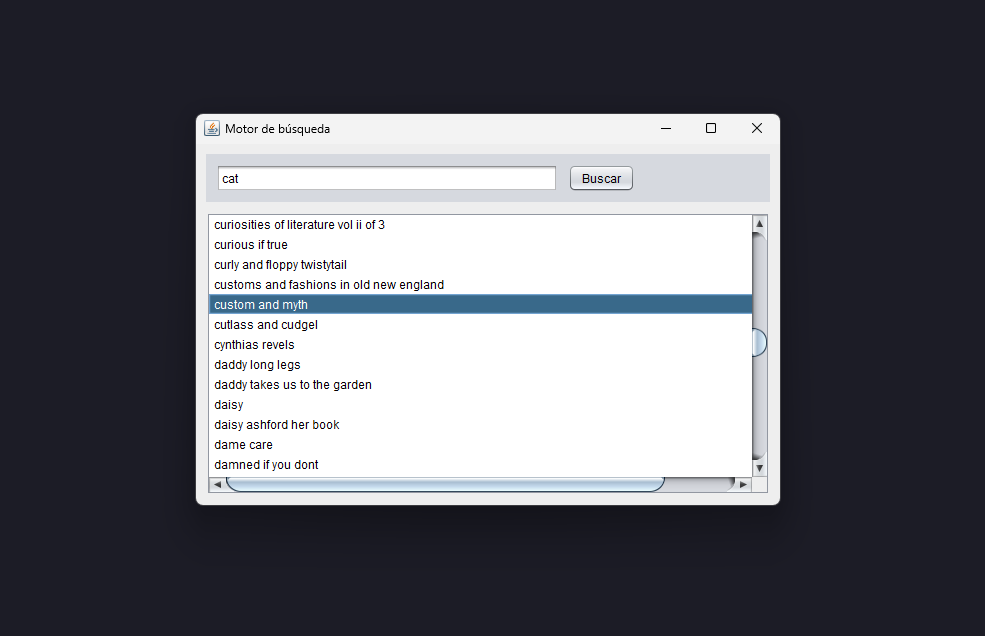 Motor de búsqueda
cat
Buscar
curiosities of literature vol ii of 3
curious if true
curly and floppy twistytail
customs and fashions in old new england
custom and myth
cutlass and cudgel
cynthias revels
daddy long legs
daddy takes us to the garden
daisy
daisy ashford her book
dame care
damned if you dont